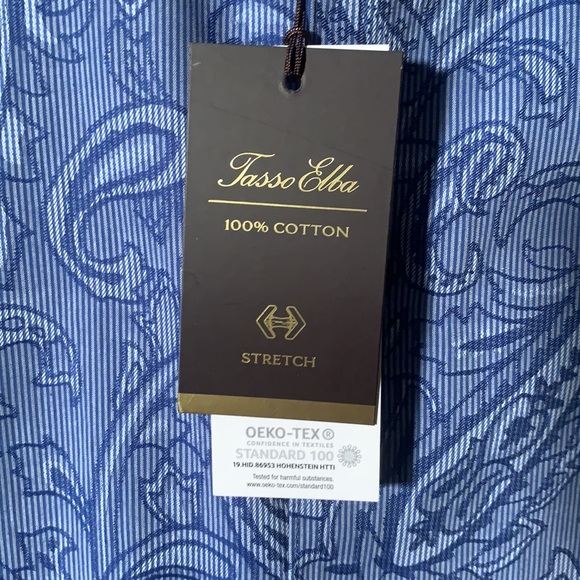 Tasso Elba
100% COTTON
STRETCH
OEKO-TEX®
CONFIDENCE IN TEXTILES
STANDARD 100
19.HID.86953 HOHENSTEIN HTTI
Tested for harmful substances.
www.oeko-tex.com/standard100